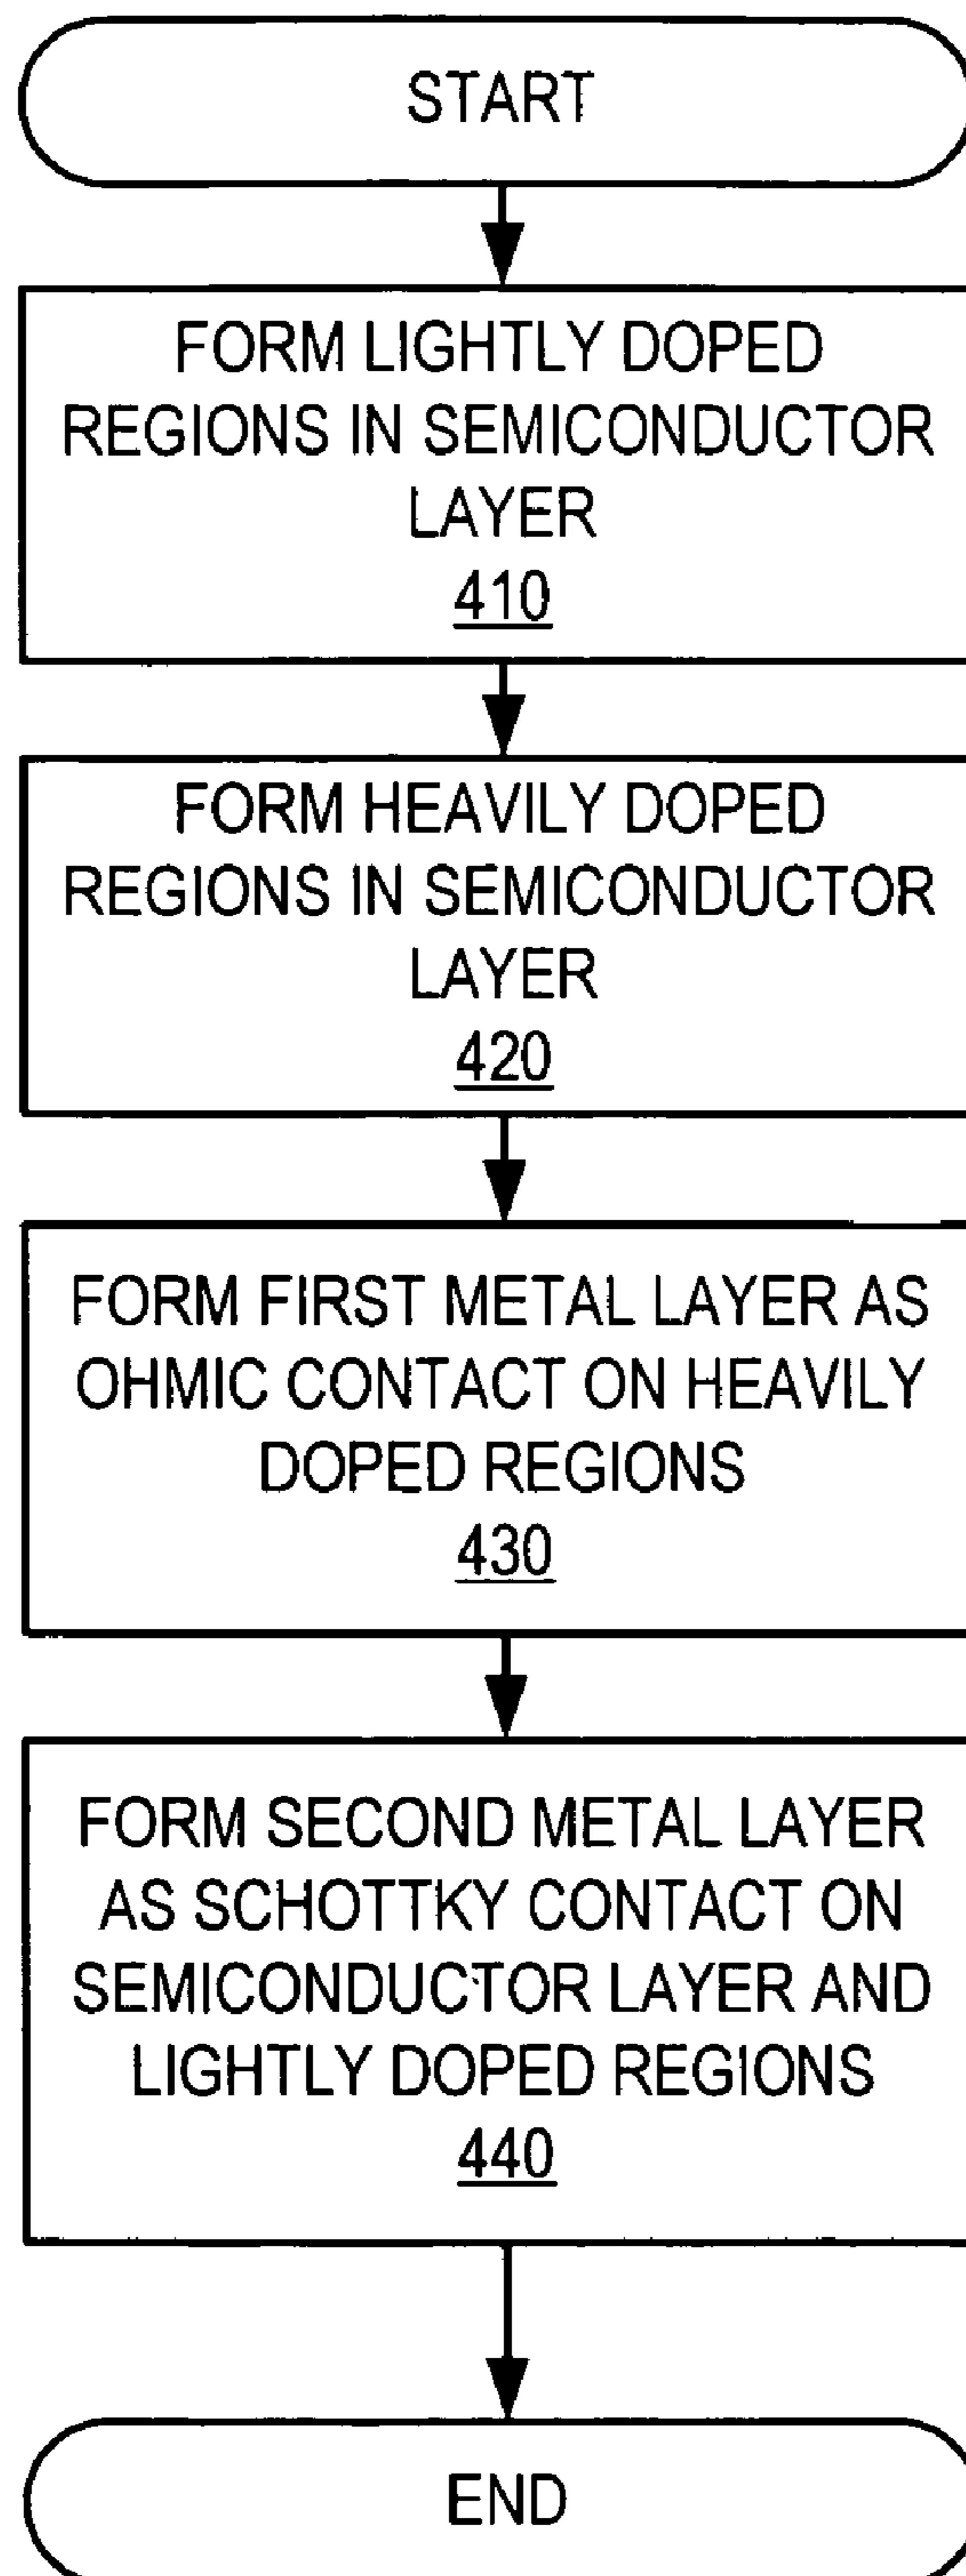 START
FORM LIGHTLY DOPED
REGIONS IN SEMICONDUCTOR
LAYER
410
FORM HEAVILY DOPED
REGIONS IN SEMICONDUCTOR
LAYER
420
FORM FIRST METAL LAYER AS
OHMIC CONTACT ON HEAVILY
DOPED REGIONS
430
FORM SECOND METAL LAYER
AS SCHOTTKY CONTACT ON
SEMICONDUCTOR LAYER AND
LIGHTLY DOPED REGIONS
440
END